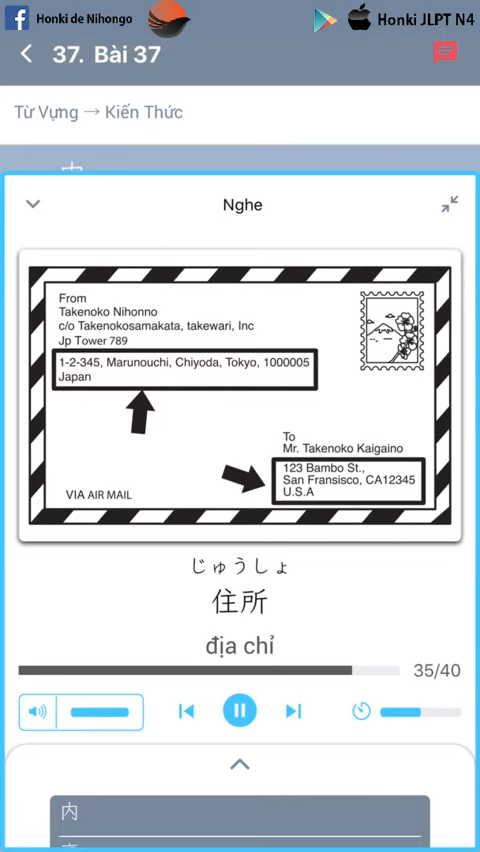 Honki de Nihongo
Honki JLPT N4
37. Bài 37
Từ Vựng → Kiến Thức
内
Nghe
From
Takenoko Nihonno
c/o Takenokosamakata, takewari, Inc
Jp Tower 789
1-2-345, Marunouchi, Chiyoda, Tokyo, 1000005
Japan
To
Mr. Takenoko Kaigaino
123 Bambo St.,
San Fransisco, CA12345
U.S.A
VIA AIR MAIL
じゅうしょ
住所
địa chỉ
35/40
内